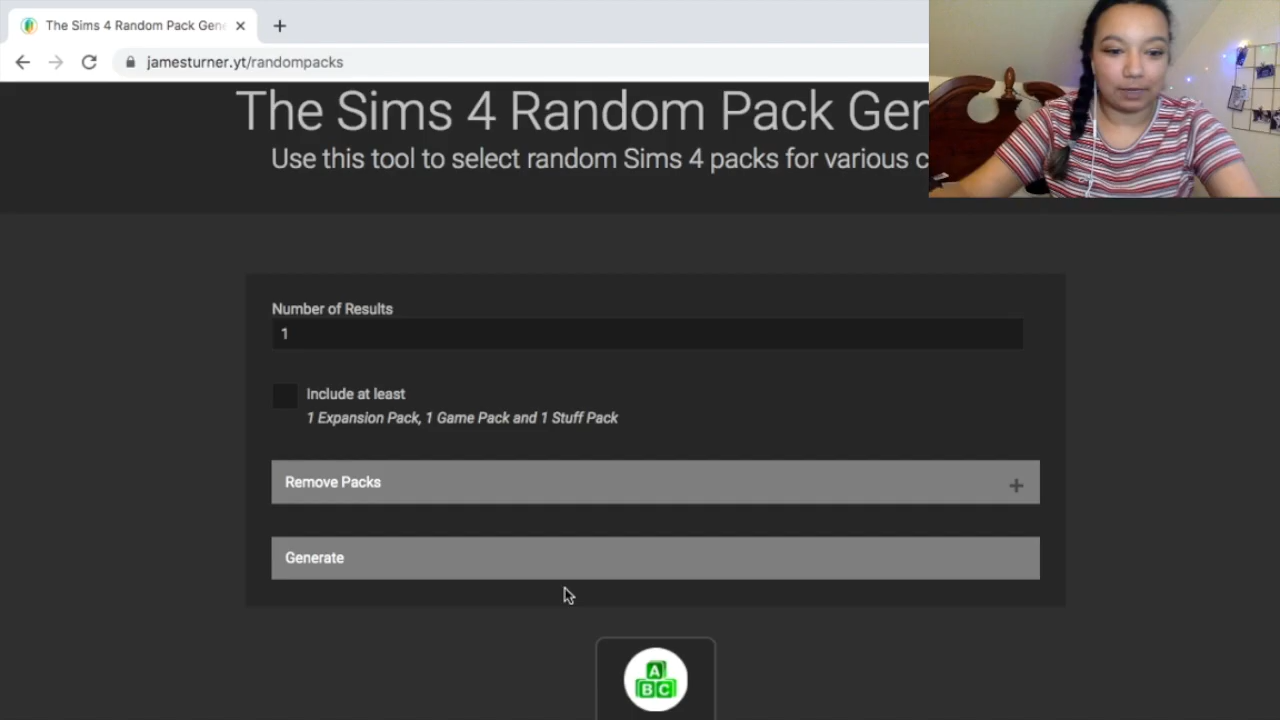 The Sims 4 Random Pack Gene
jamesturner.yt/randompacks
The Sims 4 Random Pack Gen
Use this tool to select random Sims 4 packs for various c
Number of Results
1
Include at least
1 Expansion Pack, 1 Game Pack and 1 Stuff Pack
Remove Packs
Generate
A
B C